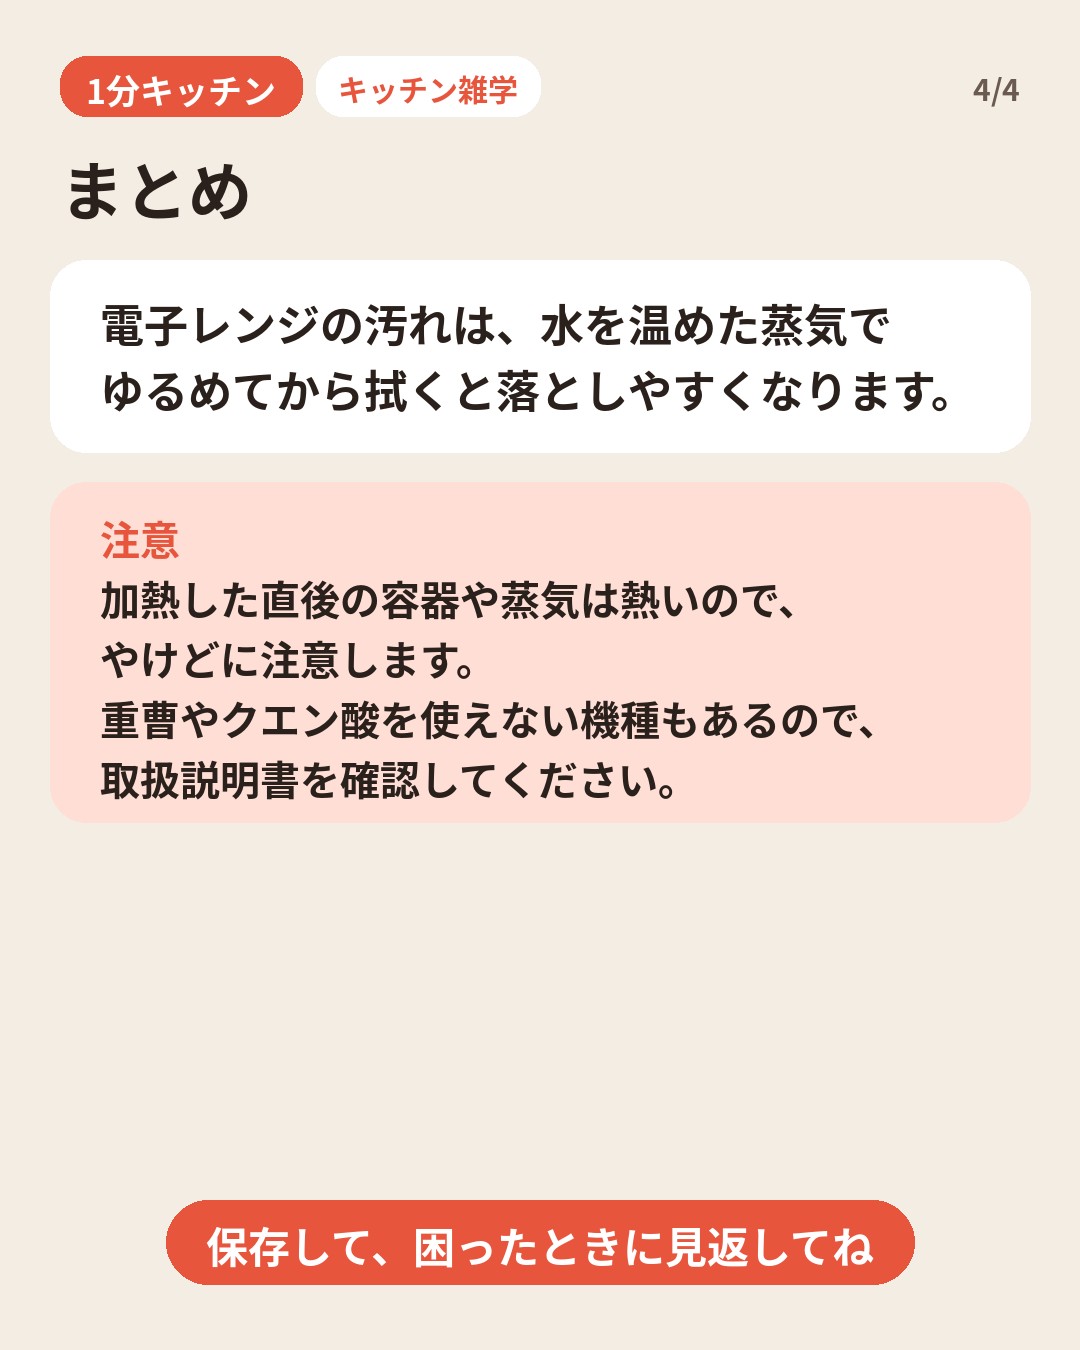 1分キッチン
キッチン雑学
4/4
まとめ
電子レンジの汚れは、水を温めた蒸気で
ゆるめてから拭くと落としやすくなります。
注意
加熱した直後の容器や蒸気は熱いので、
やけどに注意します。
重曹やクエン酸を使えない機種もあるので、
取扱説明書を確認してください。
保存して、困ったときに見返してね